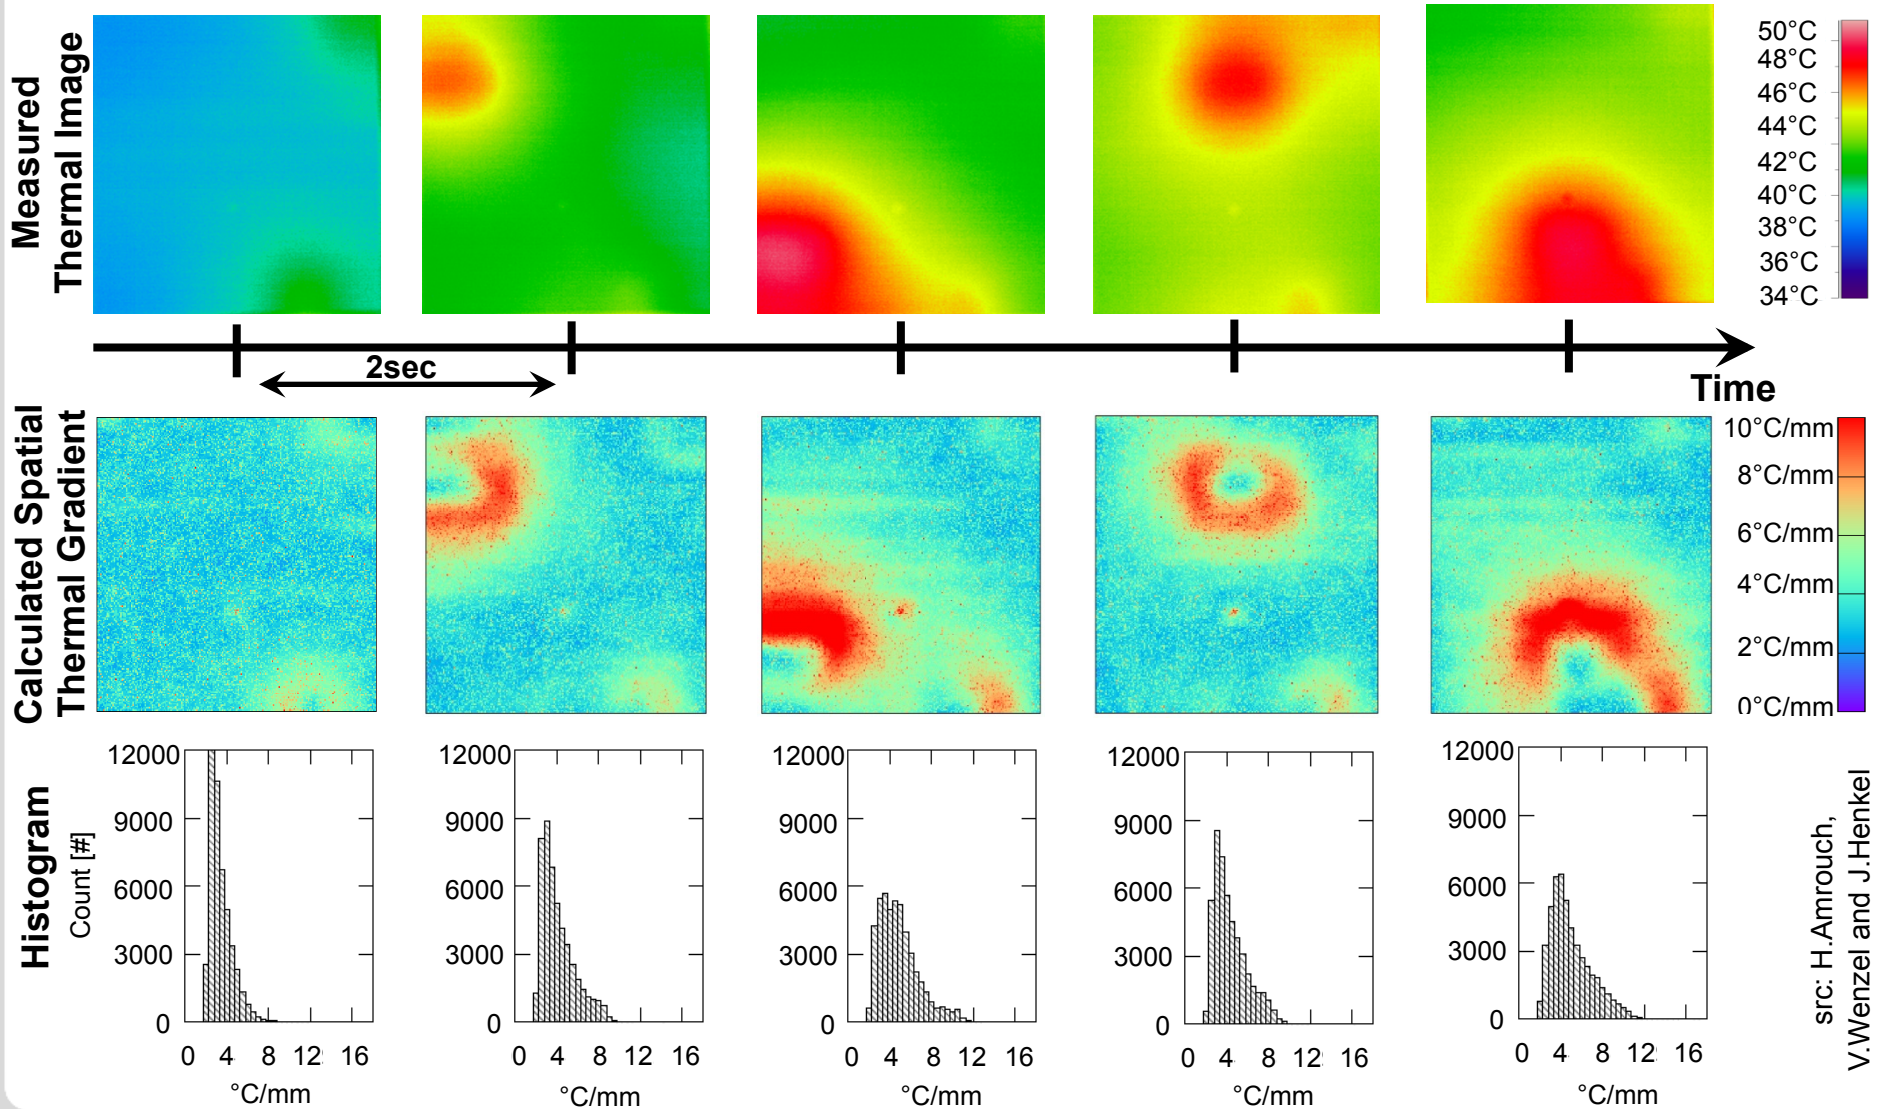 Measured
Thermal Image
50°C
48°C
46°C
44°C
42°C
40°C
38°C
36°C
34°C
2sec
Time
Calculated Spatial
Thermal Gradient
10°C/mm
8°C/mm
6°C/mm
4°C/mm
2°C/mm
0°C/mm
Histogram
Count [#]
12000
9000
6000
3000
0
0 4 8 12 16
°C/mm
12000
9000
6000
3000
0
0 4 8 12 16
°C/mm
12000
9000
6000
3000
0
0 4 8 12 16
°C/mm
12000
9000
6000
3000
0
0 4 8 12 16
°C/mm
12000
9000
6000
3000
0
0 4 8 12 16
°C/mm
src: H.Amrouch,
V.Wenzel and J.Henkel